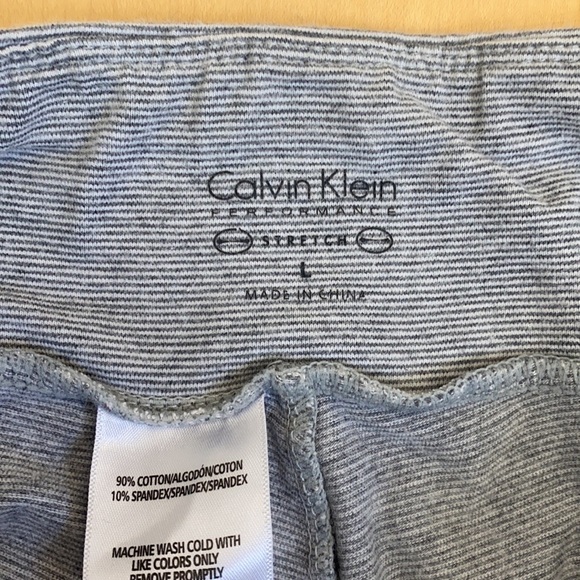 Calvin Klein
PERFORMANCE
STRETCH
L
MADE IN CHINA
90% COTTON/ALGODÓN/COTON
10% SPANDEX/SPANDEX/SPANDEX
MACHINE WASH COLD WITH
LIKE COLORS ONLY
REMOVE PROMPTLY